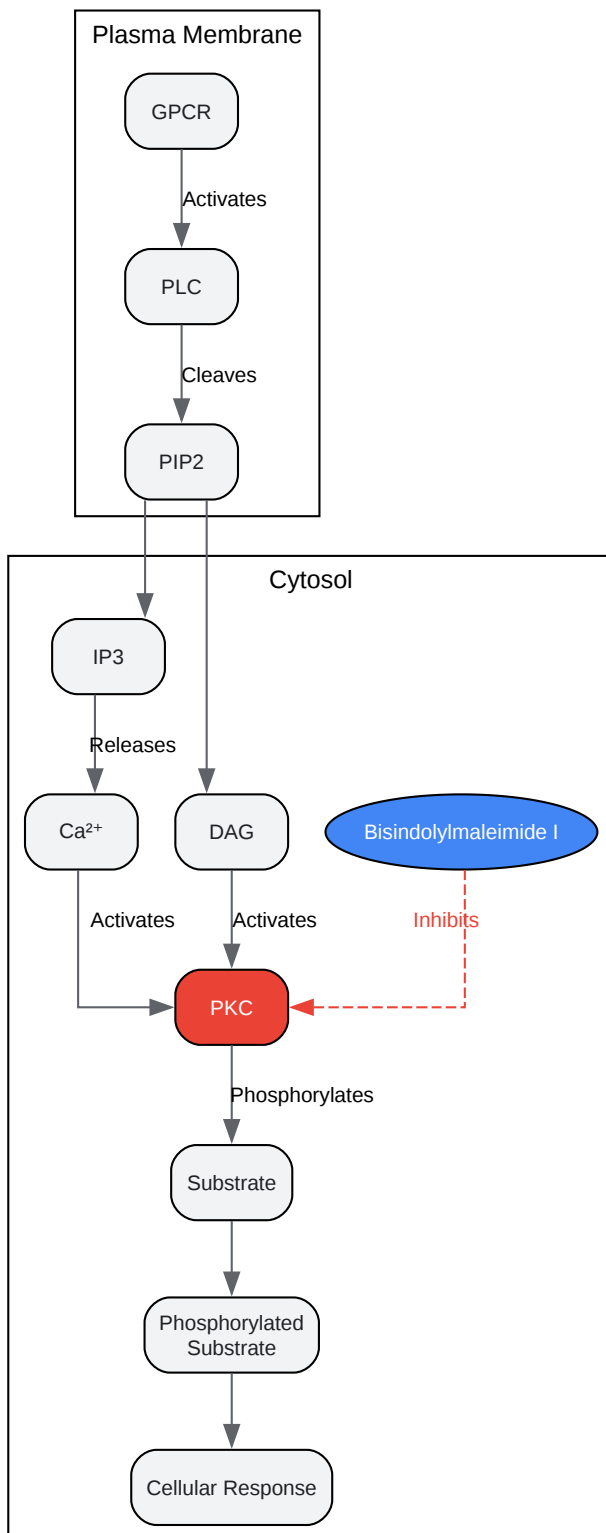 Plasma Membrane
GPCR
Activates
PLC
Cleaves
PIP2
Cytosol
IP3
Releases
Ca²⁺
DAG
Bisindolylmaleimide I
Activates
Activates
Inhibits
PKC
Phosphorylates
Substrate
Phosphorylated
Substrate
Cellular Response